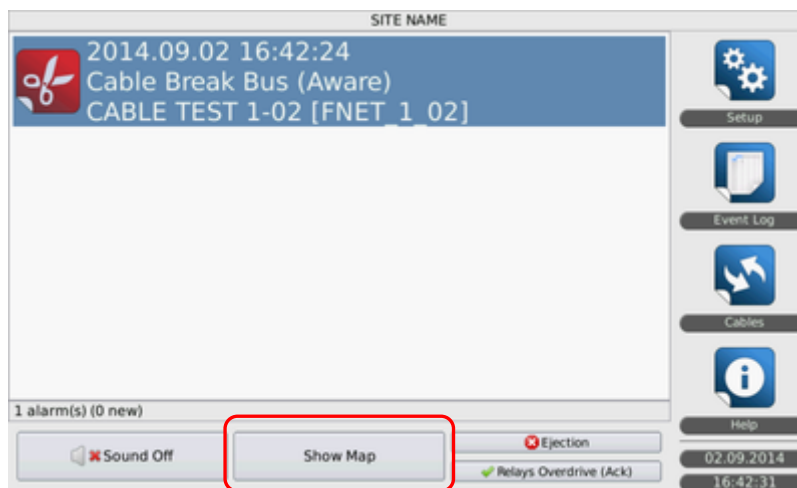 SITE NAME
2014.09.02 16:42:24
Cable Break Bus (Aware)
CABLE TEST 1-02 [FNET_1_02]
Setup
Event Log
Cables
Help
1 alarm(s) (0 new)
Sound Off
Show Map
Ejection
Relays Overdrive (Ack)
02.09.2014
16:42:31